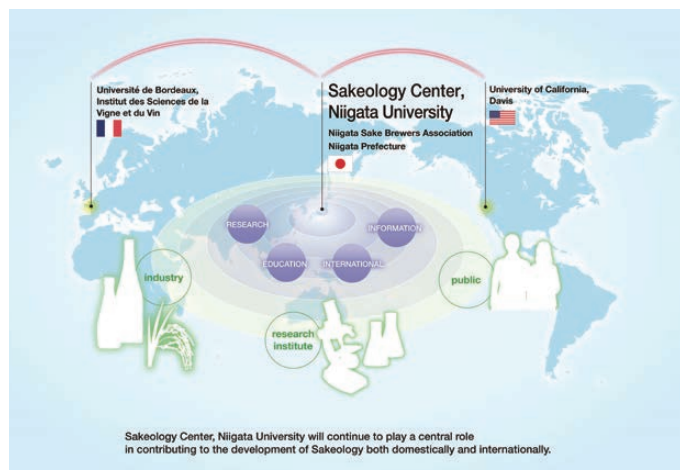 Université de Bordeaux,
Institut des Sciences de la
Vigne et du Vin
Sakeology Center,
Niigata University
Niigata Sake Brewers Association
Niigata Prefecture
University of California,
Davis
RESEARCH
INFORMATION
EDUCATION
INTERNATIONAL
industry
public
research
institute
Sakeology Center, Niigata University will continue to play a central role
in contributing to the development of Sakeology both domestically and internationally.